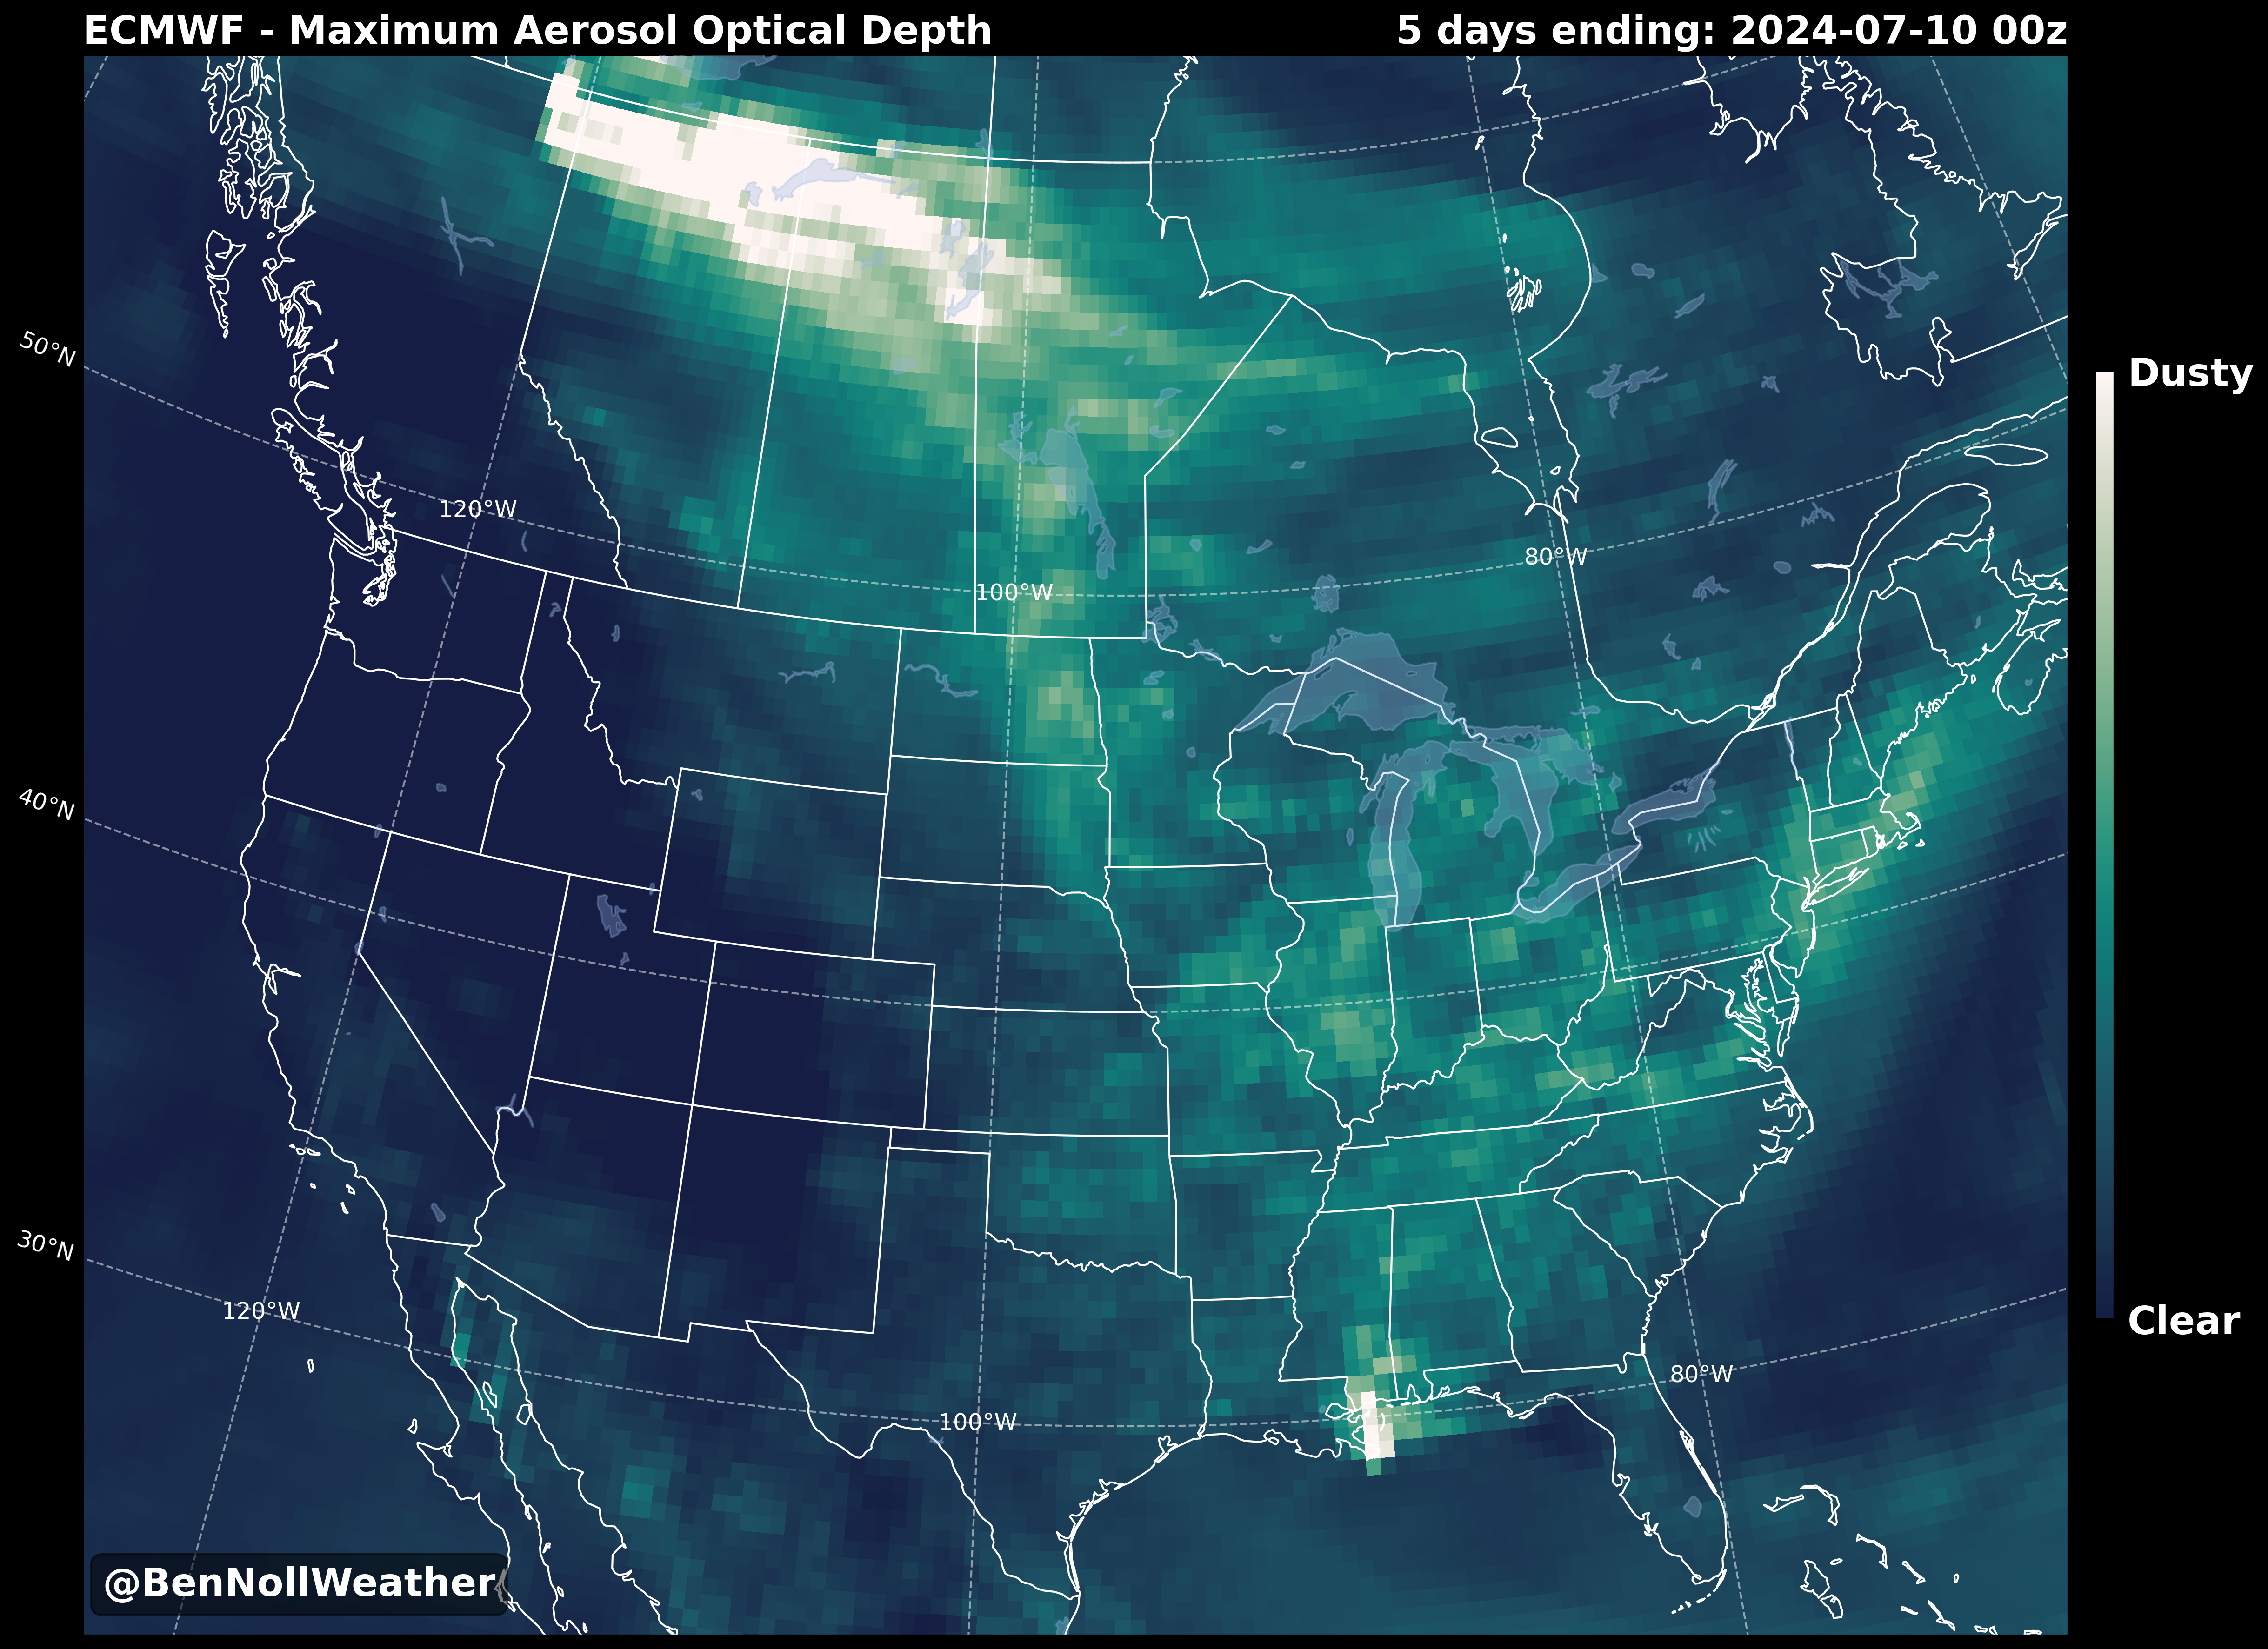 ECMWF - Maximum Aerosol Optical Depth
5 days ending: 2024-07-10 00z
50°N
Dusty
120°W
80°W
100°W
40°N
30°N
120°W
Clear
80°W
100°W
@BenNollWeather